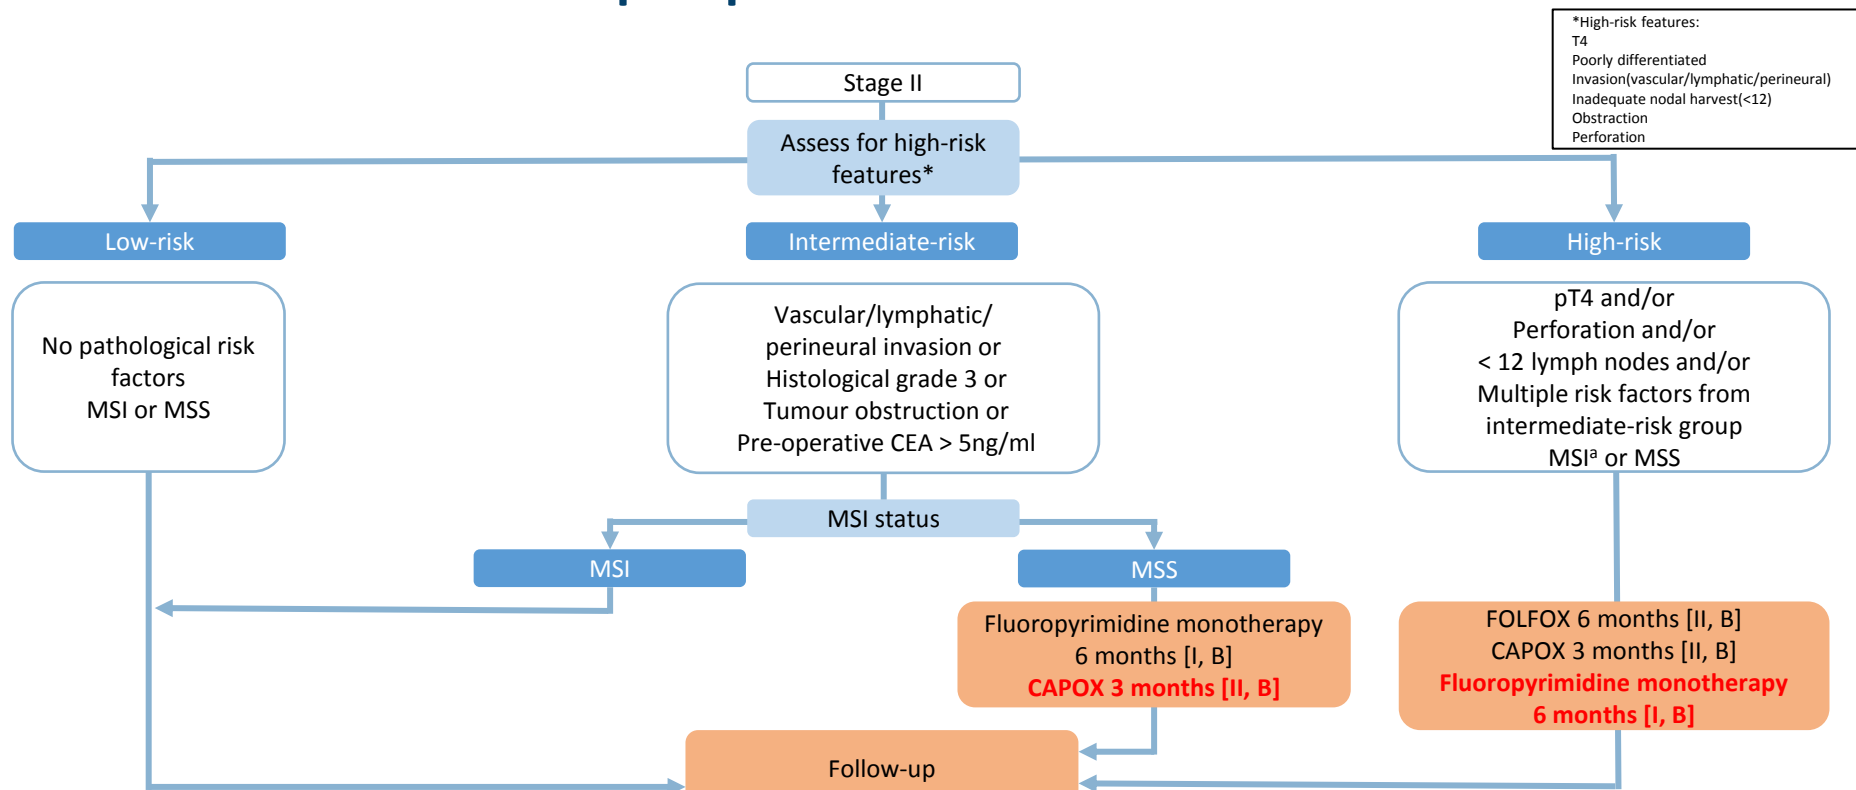 *High-risk features:
T4
Poorly differentiated
Invasion(vascular/lymphatic/perineural)
Inadequate nodal harvest(<12)
Obstraction
Perforation
Stage II
Assess for high-risk
features*
Low-risk
Intermediate-risk
High-risk
No pathological risk
factors
MSI or MSS
Vascular/lymphatic/
perineural invasion or
Histological grade 3 or
Tumour obstruction or
Pre-operative CEA > 5ng/ml
pT4 and/or
Perforation and/or
< 12 lymph nodes and/or
Multiple risk factors from
intermediate-risk group
MSIᵃ or MSS
MSI status
MSI
MSS
Fluoropyrimidine monotherapy
6 months [I, B]
CAPOX 3 months [II, B]
FOLFOX 6 months [II, B]
CAPOX 3 months [II, B]
Fluoropyrimidine monotherapy
6 months [I, B]
Follow-up